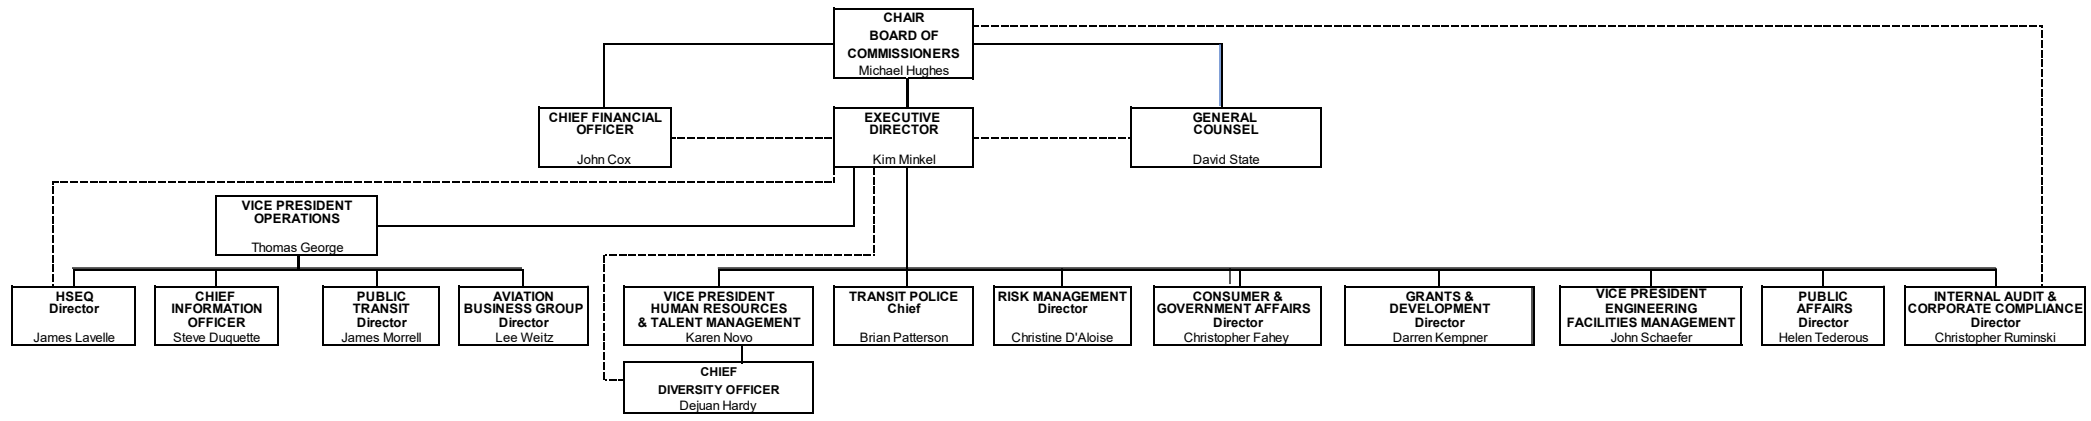 CHAIR
BOARD OF
COMMISSIONERS
Michael Hughes
CHIEF FINANCIAL
OFFICER
John Cox
EXECUTIVE
DIRECTOR
Kim Minkel
GENERAL
COUNSEL
David State
VICE PRESIDENT
OPERATIONS
Thomas George
HSEQ
Director
James Lavelle
CHIEF
INFORMATION
OFFICER
Steve Duquette
PUBLIC
TRANSIT
Director
James Morrell
AVIATION
BUSINESS GROUP
Director
Lee Weitz
VICE PRESIDENT
HUMAN RESOURCES
& TALENT MANAGEMENT
Karen Novo
TRANSIT POLICE
Chief
Brian Patterson
RISK MANAGEMENT
Director
Christine D'Aloise
CONSUMER &
GOVERNMENT AFFAIRS
Director
Christopher Fahey
GRANTS &
DEVELOPMENT
Director
Darren Kempner
VICE PRESIDENT
ENGINEERING
FACILITIES MANAGEMENT
John Schaefer
PUBLIC
AFFAIRS
Director
Helen Tederous
INTERNAL AUDIT &
CORPORATE COMPLIANCE
Director
Christopher Ruminski
CHIEF
DIVERSITY OFFICER
Dejuan Hardy